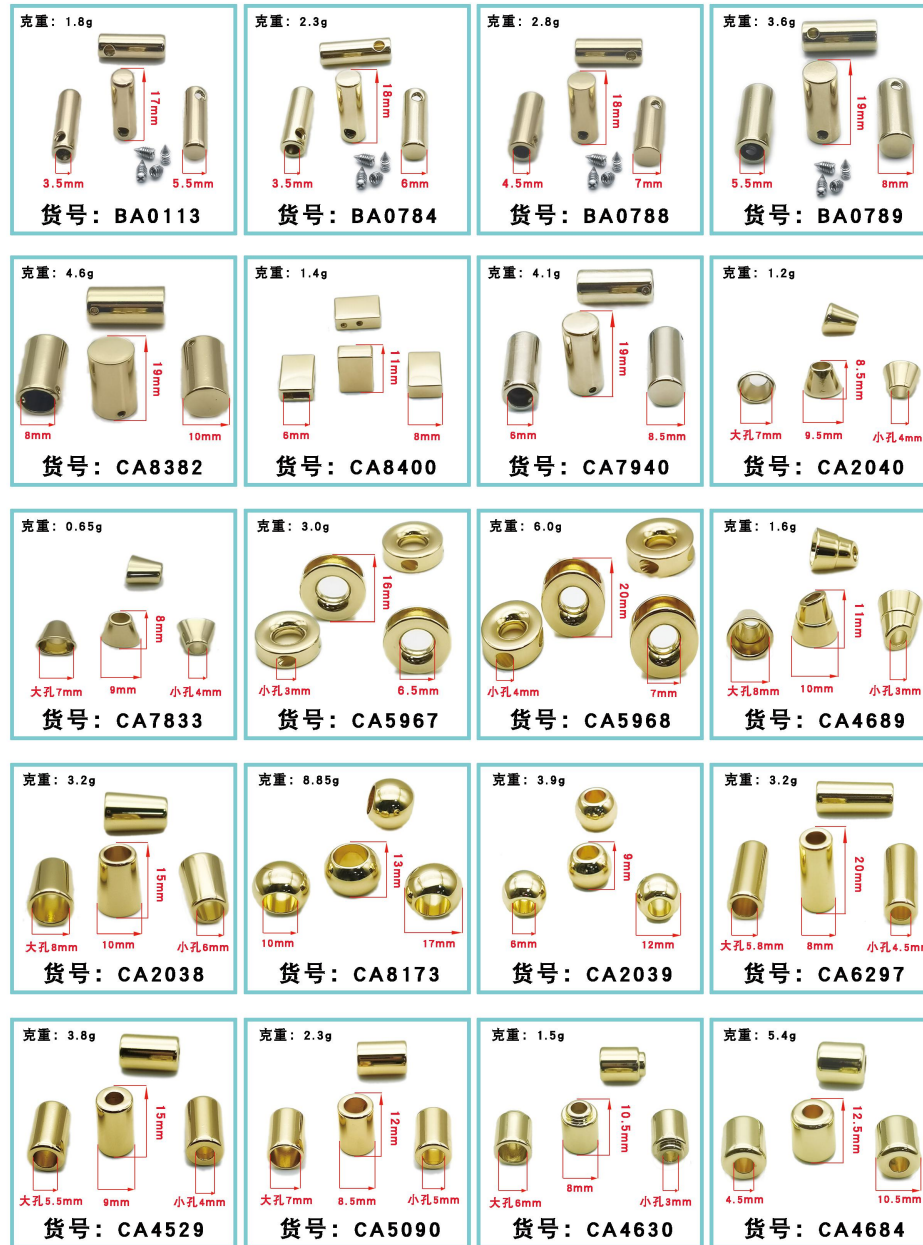 克重：1.8g
17mm
3.5mm
5.5mm
货号：BA0113
克重：2.3g
18mm
3.5mm
6mm
货号：BA0784
克重：2.8g
18mm
4.5mm
7mm
货号：BA0788
克重：3.6g
19mm
5.5mm
8mm
货号：BA0789
克重：4.6g
19mm
8mm
10mm
货号：CA8382
克重：1.4g
11mm
6mm
8mm
货号：CA8400
克重：4.1g
19mm
6mm
8.5mm
货号：CA7940
克重：1.2g
8.5mm
大孔7mm
9.5mm
小孔4mm
货号：CA2040
克重：0.65g
8mm
大孔7mm
9mm
小孔4mm
货号：CA7833
克重：3.0g
16mm
小孔3mm
6.5mm
货号：CA5967
克重：6.0g
20mm
小孔4mm
7mm
货号：CA5968
克重：1.6g
11mm
大孔8mm
10mm
小孔3mm
货号：CA4689
克重：3.2g
15mm
大孔8mm
10mm
小孔6mm
货号：CA2038
克重：8.85g
13mm
10mm
17mm
货号：CA8173
克重：3.9g
9mm
6mm
12mm
货号：CA2039
克重：3.2g
20mm
大孔5.8mm
8mm
小孔4.5mm
货号：CA6297
克重：3.8g
15mm
大孔5.5mm
9mm
小孔4mm
货号：CA4529
克重：2.3g
12mm
大孔7mm
8.5mm
小孔5mm
货号：CA5090
克重：1.5g
10.5mm
大孔6mm
8mm
小孔3mm
货号：CA4630
克重：5.4g
12.5mm
4.5mm
10.5mm
货号：CA4684